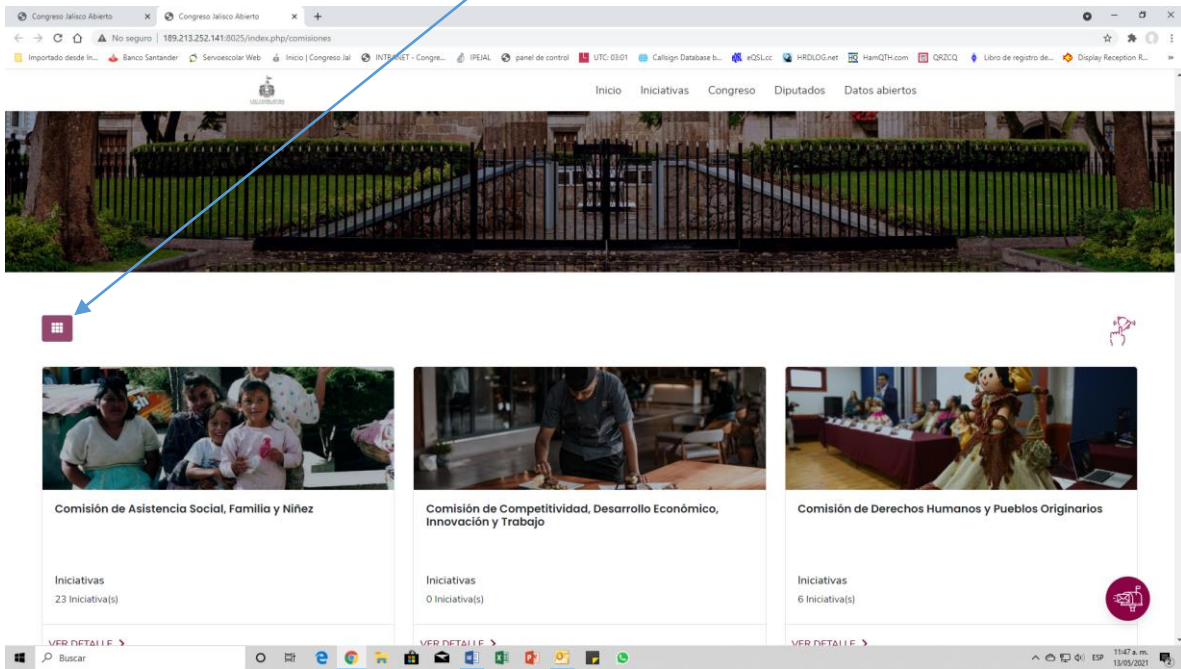 Congreso Jalisco Abierto
Congreso Jalisco Abierto
No seguro | 189.213.252.141:8025/index.php/comisiones
Importado desde In...
Banco Santander
Servoescolar Web
Inicio | Congreso Jal
INTRANET - Congre...
IPEJAL
panel de control
UTC: 03:01
Callsign Database b...
eQSL.cc
HRDLOG.net
HamQTH.com
QRZCQ
Libro de registro de...
Display Reception R...
Inicio Iniciativas Congreso Diputados Datos abiertos
Comisión de Asistencia Social, Familia y Niñez
Iniciativas
23 Iniciativa(s)
VER DETALLE
Comisión de Competitividad, Desarrollo Económico,
Innovación y Trabajo
Iniciativas
0 Iniciativa(s)
VER DETALLE
Comisión de Derechos Humanos y Pueblos Originarios
Iniciativas
6 Iniciativa(s)
VER DETALLE
Buscar
ESP
11:47 a. m.
13/05/2021